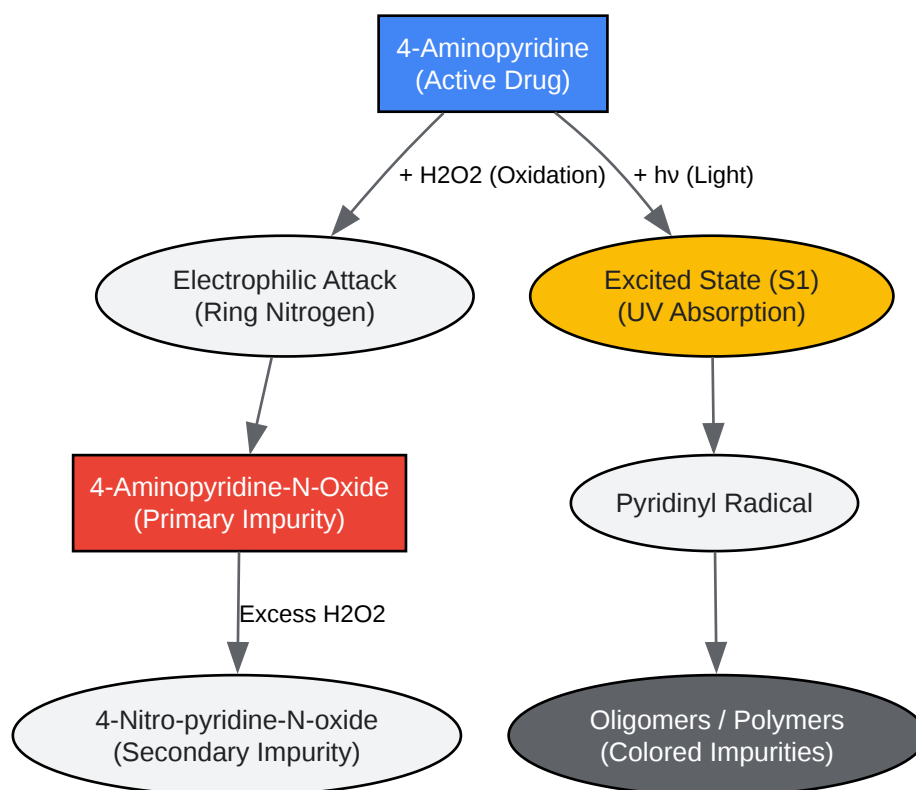 4-Aminopyridine
(Active Drug)
+ H2O2 (Oxidation)
+ hν (Light)
Electrophilic Attack
(Ring Nitrogen)
Excited State (S1)
(UV Absorption)
4-Aminopyridine-N-Oxide
(Primary Impurity)
Pyridinyl Radical
Excess H2O2
4-Nitro-pyridine-N-oxide
(Secondary Impurity)
Oligomers / Polymers
(Colored Impurities)